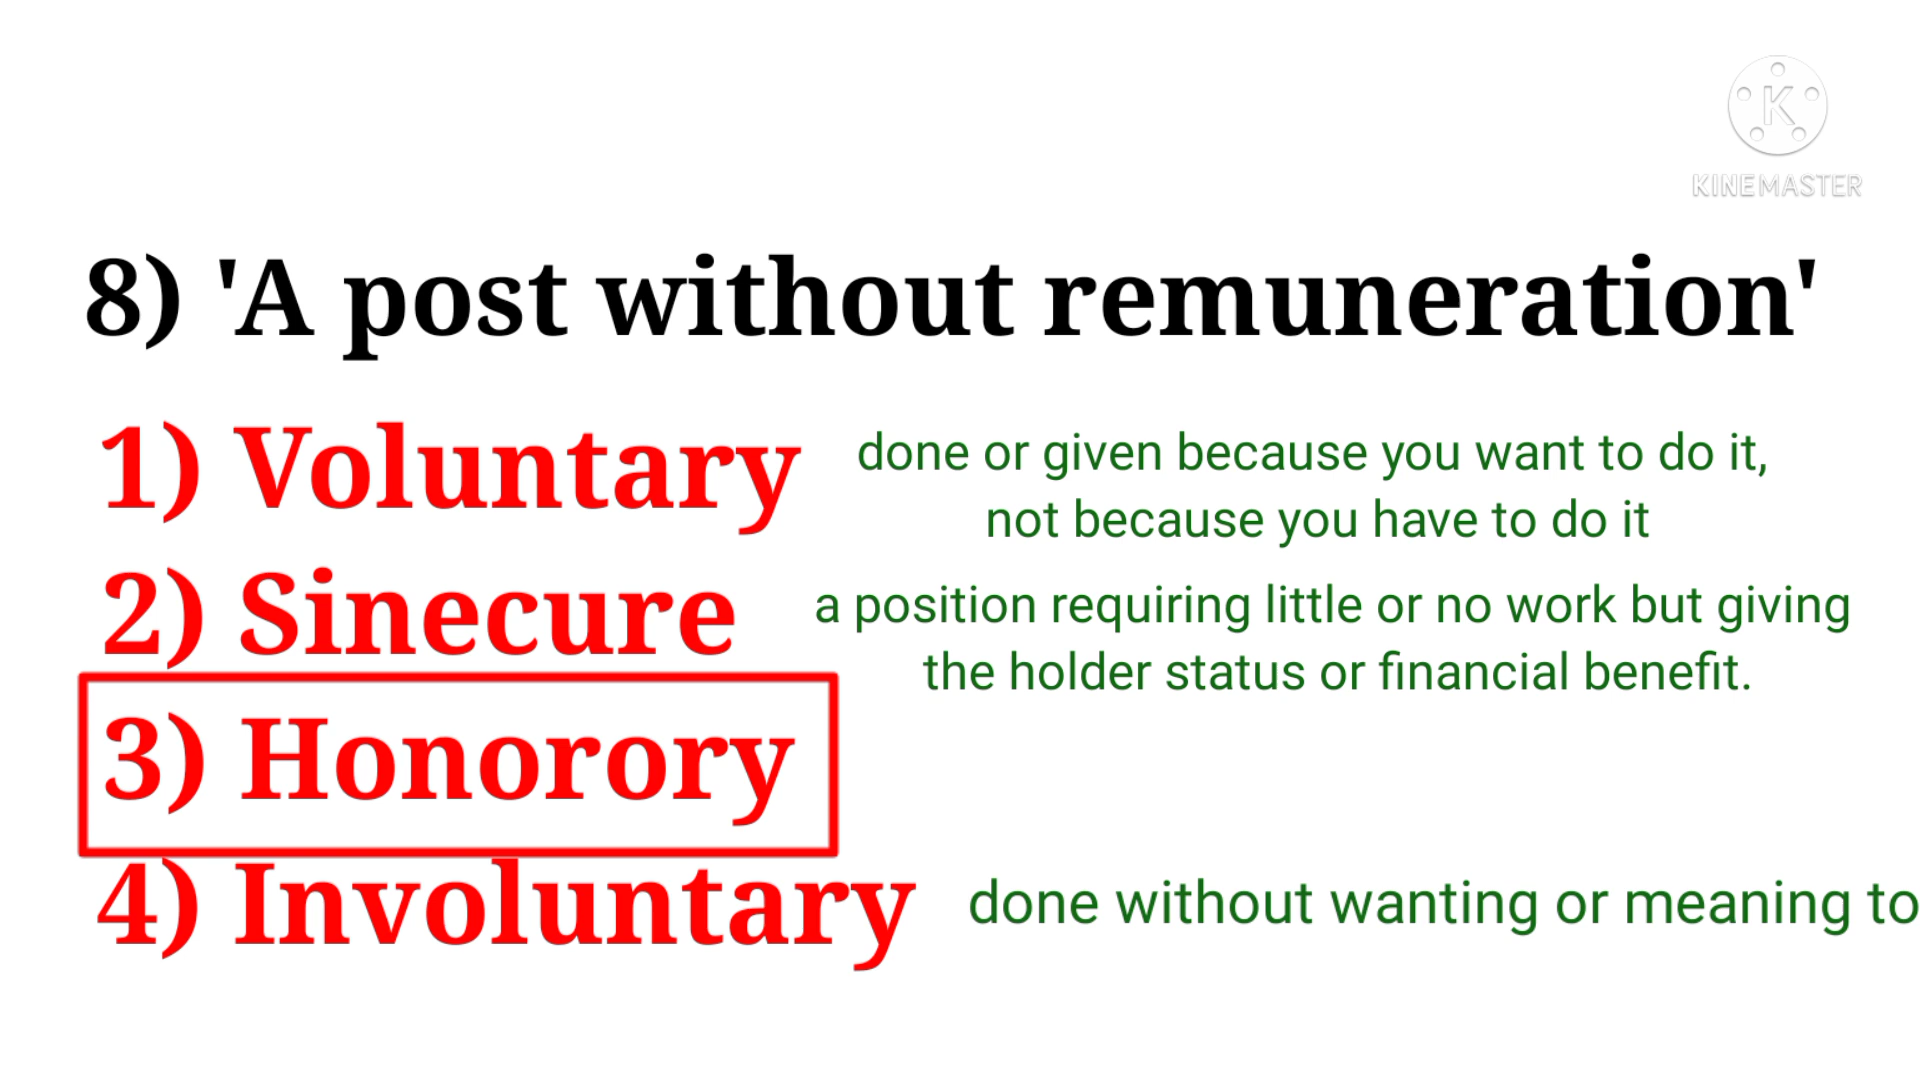 KINEMASTER
8) 'A post without remuneration'
1) Voluntary
done or given because you want to do it,
not because you have to do it
2) Sinecure
a position requiring little or no work but giving
the holder status or financial benefit.
3) Honorory
4) Involuntary
done without wanting or meaning to